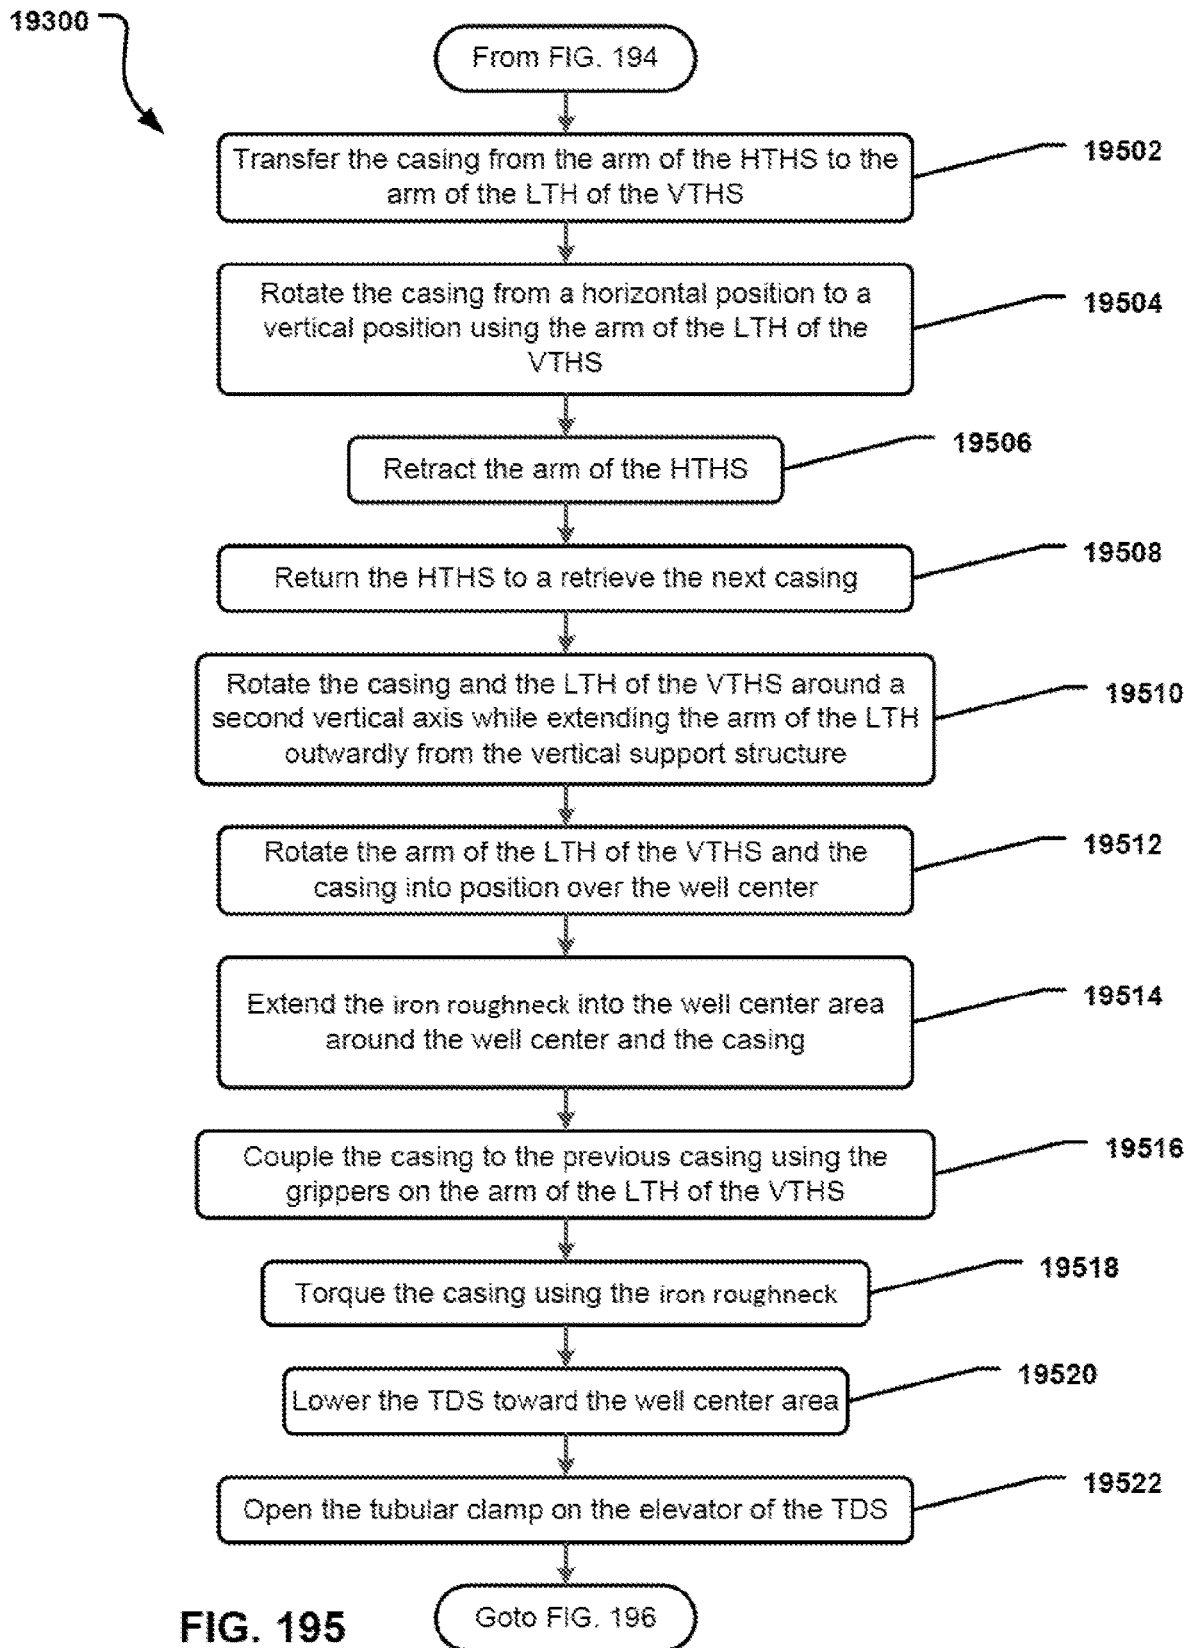 19300
From FIG. 194
Transfer the casing from the arm of the HTHS to the
arm of the LTH of the VTHS
19502
Rotate the casing from a horizontal position to a
vertical position using the arm of the LTH of the
VTHS
19504
Retract the arm of the HTHS
19506
Return the HTHS to a retrieve the next casing
19508
Rotate the casing and the LTH of the VTHS around a
second vertical axis while extending the arm of the LTH
outwardly from the vertical support structure
19510
Rotate the arm of the LTH of the VTHS and the
casing into position over the well center
19512
Extend the iron roughneck into the well center area
around the well center and the casing
19514
Couple the casing to the previous casing using the
grippers on the arm of the LTH of the VTHS
19516
Torque the casing using the iron roughneck
19518
Lower the TDS toward the well center area
19520
Open the tubular clamp on the elevator of the TDS
19522
Goto FIG. 196
FIG. 195